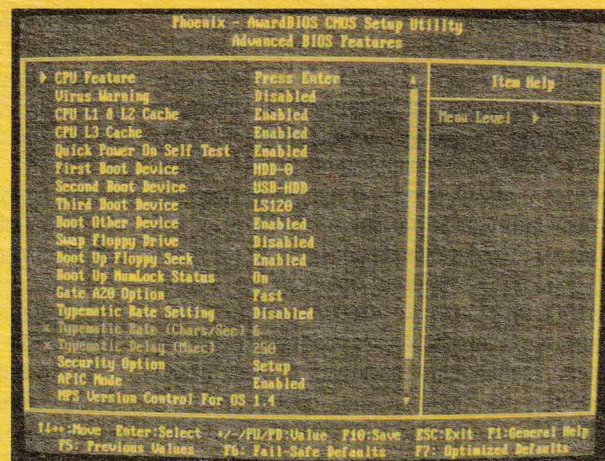 Phoenix - AwardBIOS CMOS Setup Utility
Advanced BIOS Features
CPU Feature Press Enter
Virus Warning Disabled
CPU L1 & L2 Cache Enabled
CPU L3 Cache Enabled
Quick Power On Self Test Enabled
First Boot Device HDD-0
Second Boot Device USB-HDD
Third Boot Device LS120
Boot Other Device Enabled
Swap Floppy Drive Disabled
Boot Up Floppy Seek Enabled
Boot Up NumLock Status On
Gate A20 Option Fast
Typematic Rate Setting Disabled
x Typematic Rate (Chars/Sec) 6
x Typematic Delay (Msec) 250
Security Option Setup
APIC Mode Enabled
MPS Version Control For OS 1.4
Item Help
Menu Level
↑↓→←:Move Enter:Select +/-/PU/PD:Value F10:Save ESC:Exit F1:General Help
F5: Previous Values F6: Fail-Safe Defaults F7: Optimized Defaults